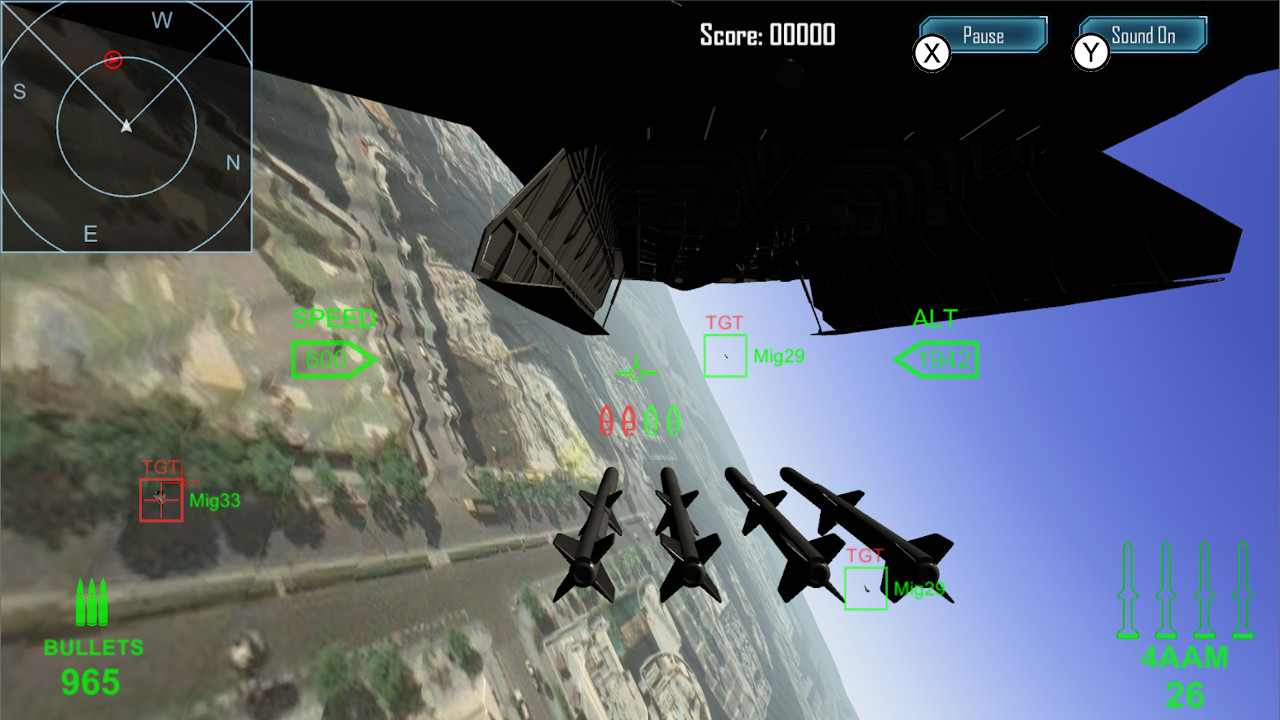 W
S
N
E
Score: 00000
X
Pause
Y
Sound On
SPEED
600
ALT
1942
TGT
Mig29
TGT
Mig33
TGT
Mig29
BULLETS
965
4AAM
26